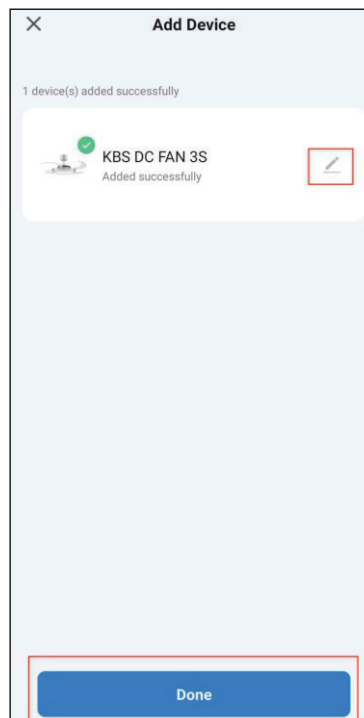 Add Device
1 device(s) added successfully
KBS DC FAN 3S
Added successfully
Done